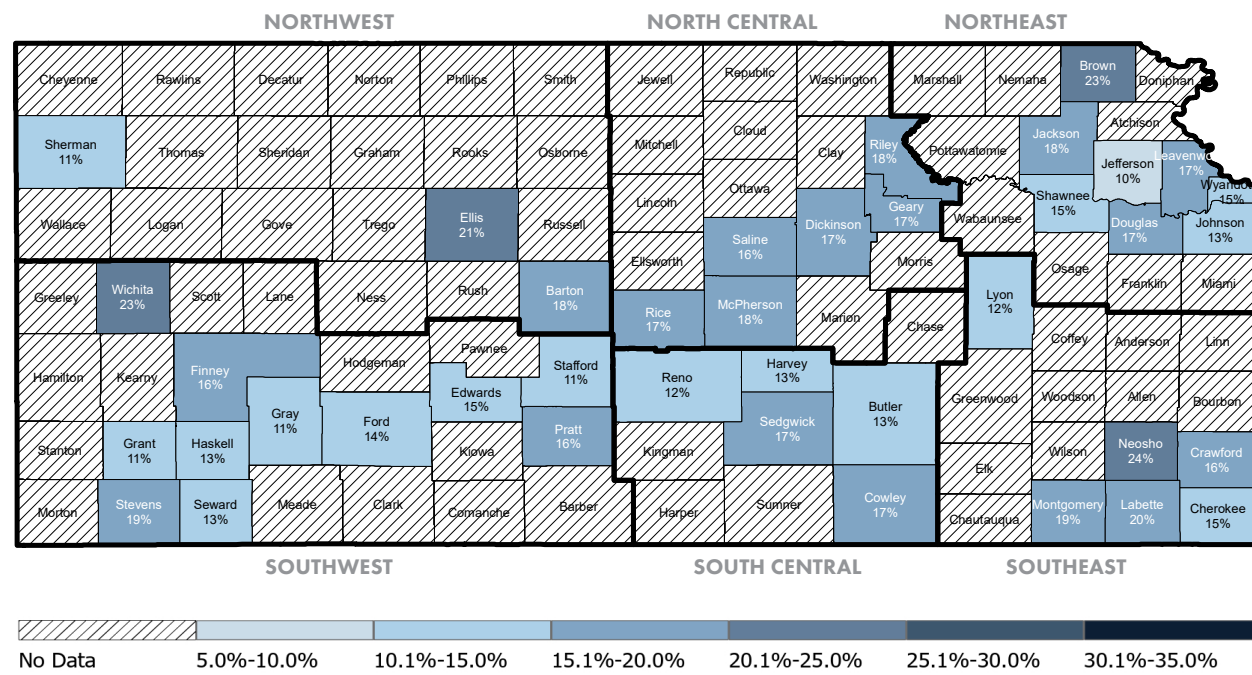 NORTHWEST NORTH CENTRAL NORTHEAST
Cheyenne Rawlins Decatur Norton Phillips Smith Jewell Republic Washington Marshall Nemaha Brown Doniphan
23%
Sherman Thomas Sheridan Graham Rooks Osborne Mitchell Cloud Clay Riley Pottawatomie Jackson Atchison
11% 18% 18%
Jefferson Leavenwo
10% 17%
Wallace Logan Gove Trego Ellis Russell Lincoln Ottawa Dickinson Geary Wabaunsee Shawnee Douglas Wyandot Johnson
21% 17% 17% 15% 17% 15% 13%
Saline
16%
Greeley Wichita Scott Lane Ness Rush Barton Ellsworth Morris Osage Franklin Miami
23% 18%
Rice McPherson Marion Chase Lyon
17% 18% 12%
Hamilton Kearny Finney Hodgeman Pawnee Stafford Coffey Anderson Linn
16% 11%
Gray Ford Edwards Pratt Reno Harvey Sedgwick Butler Greenwood Woodson Allen Bourbon
11% 14% 15% 16% 12% 13% 17% 13%
Stanton Grant Haskell Kiowa Kingman Elk Wilson Neosho Crawford
11% 13% 24% 16%
Morton Stevens Seward Meade Clark Comanche Barber Harper Sumner Cowley Chautauqua Montgomery Labette Cherokee
19% 13% 17% 19% 20% 15%
SOUTHWEST SOUTH CENTRAL SOUTHEAST
No Data 5.0%-10.0% 10.1%-15.0% 15.1%-20.0% 20.1%-25.0% 25.1%-30.0% 30.1%-35.0%